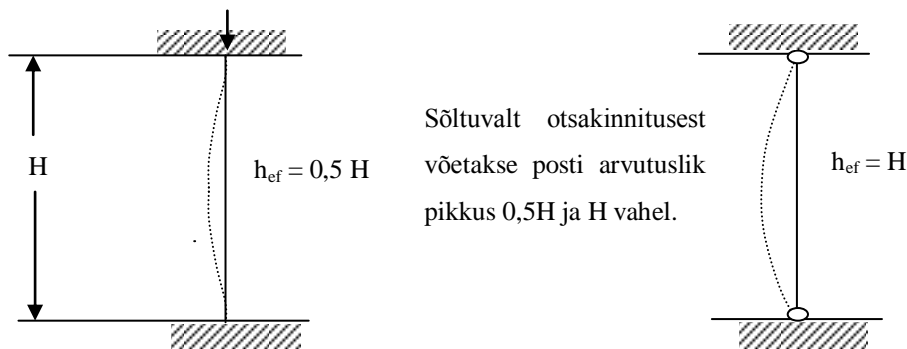 H
h_ef = 0,5 H
Sõltuvalt otsakinnitusest
võetakse posti arvutuslik
pikkus 0,5H ja H vahel.
h_ef = H